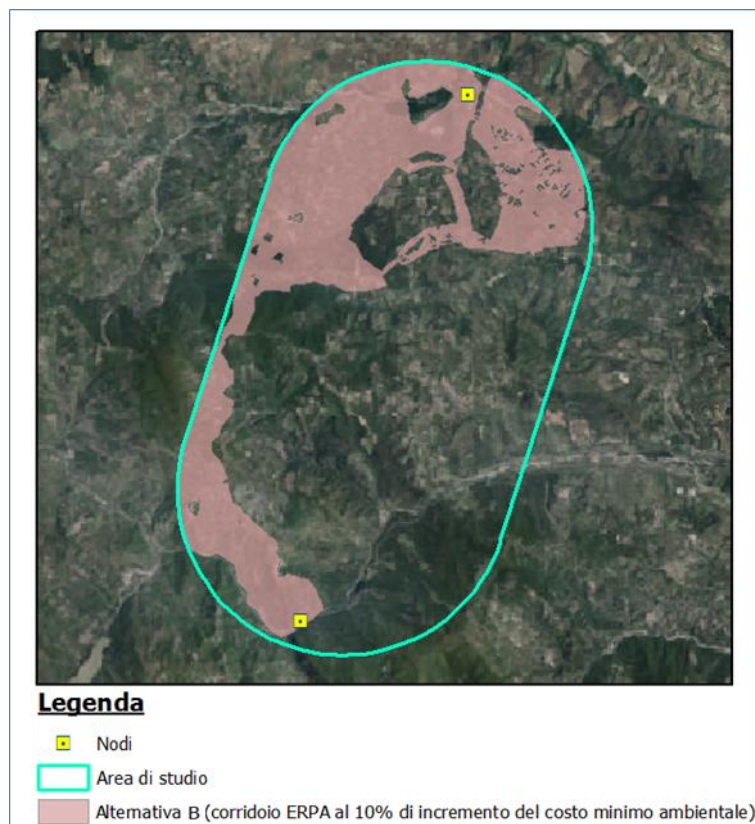 Legenda
Nodi
Area di studio
Alternativa B (corridoio ERPA al 10% di incremento del costo minimo ambientale)